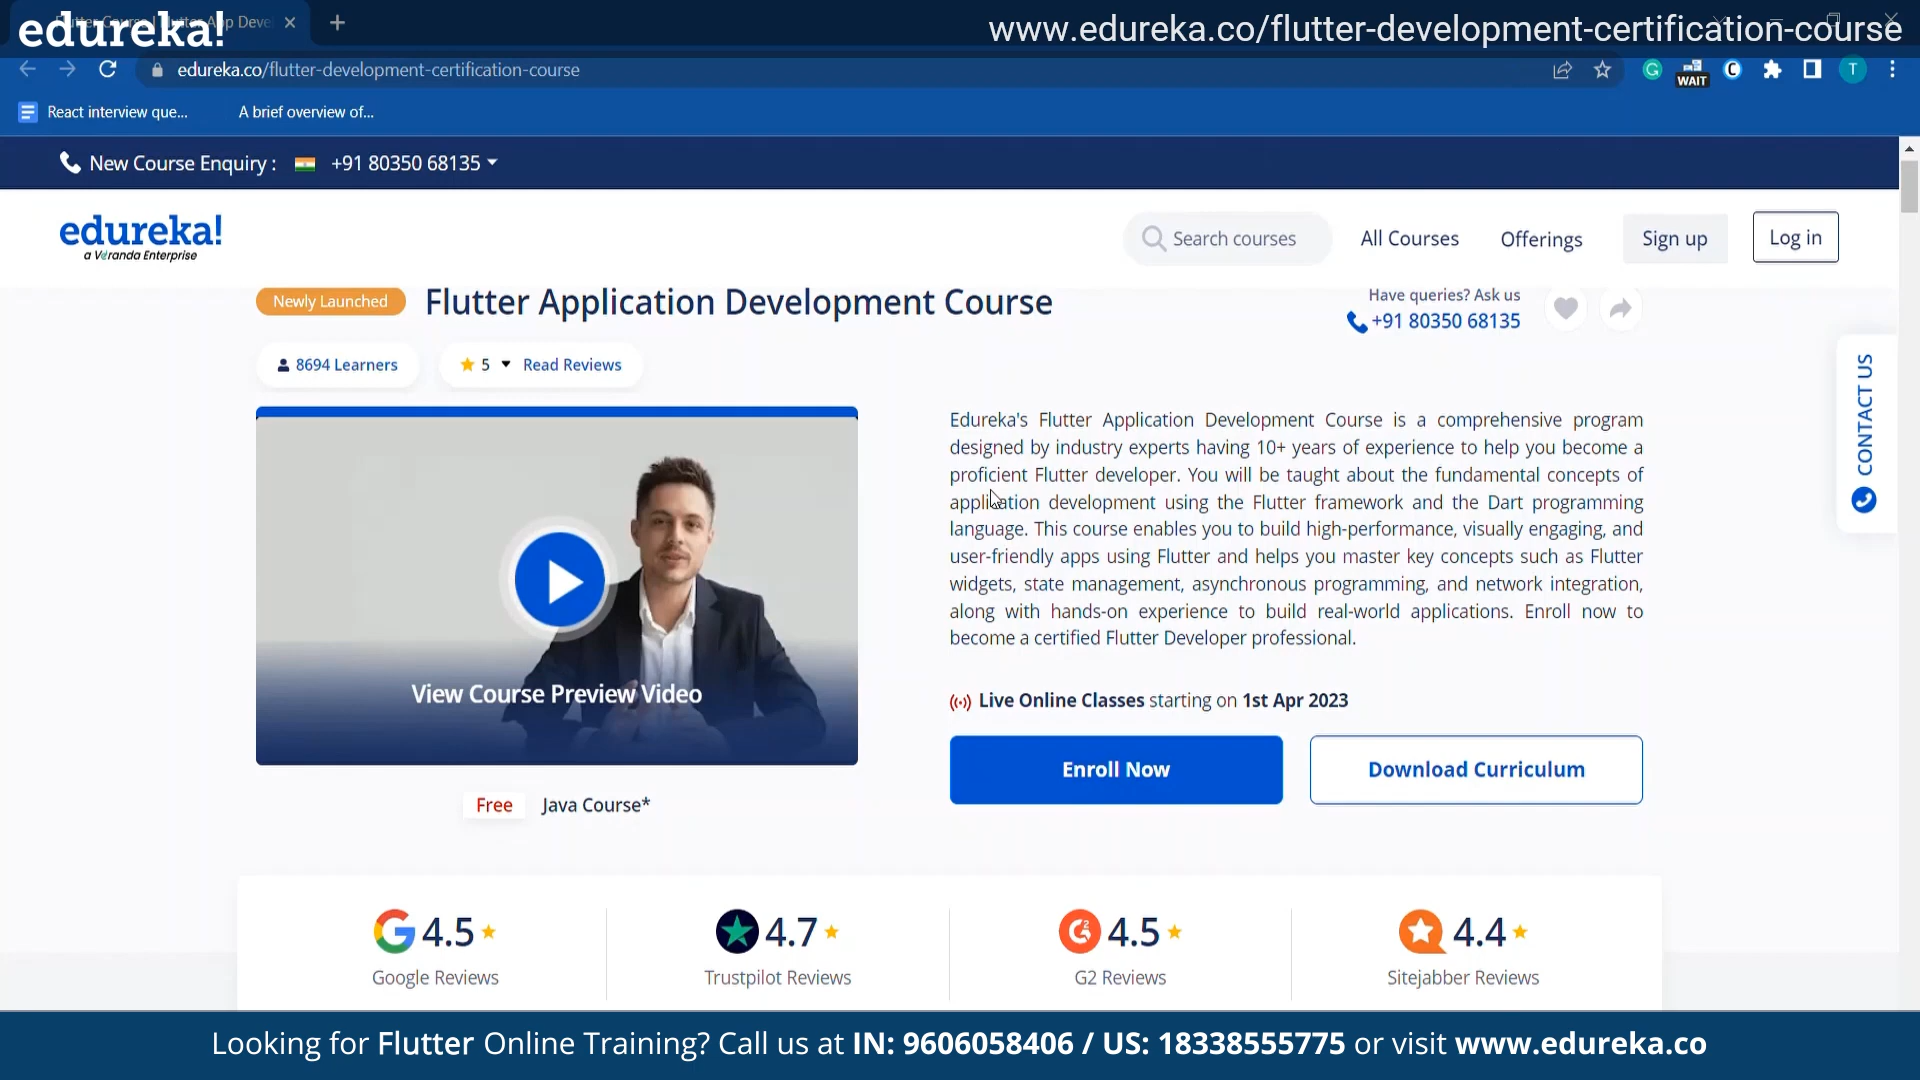 edureka!
www.edureka.co/flutter-development-certification-course
edureka.co/flutter-development-certification-course
WAIT
T
React interview que...
A brief overview of...
New Course Enquiry : +91 80350 68135
edureka!
a Veranda Enterprise
Search courses
All Courses
Offerings
Sign up
Log in
Newly Launched
Flutter Application Development Course
Have queries? Ask us
+91 80350 68135
8694 Learners
5
Read Reviews
CONTACT US
View Course Preview Video
Free Java Course*
Edureka's Flutter Application Development Course is a comprehensive program
designed by industry experts having 10+ years of experience to help you become a
proficient Flutter developer. You will be taught about the fundamental concepts of
application development using the Flutter framework and the Dart programming
language. This course enables you to build high-performance, visually engaging, and
user-friendly apps using Flutter and helps you master key concepts such as Flutter
widgets, state management, asynchronous programming, and network integration,
along with hands-on experience to build real-world applications. Enroll now to
become a certified Flutter Developer professional.
Live Online Classes starting on 1st Apr 2023
Enroll Now
Download Curriculum
4.5
Google Reviews
4.7
Trustpilot Reviews
4.5
G2 Reviews
4.4
Sitejabber Reviews
Looking for Flutter Online Training? Call us at IN: 9606058406 / US: 18338555775 or visit www.edureka.co